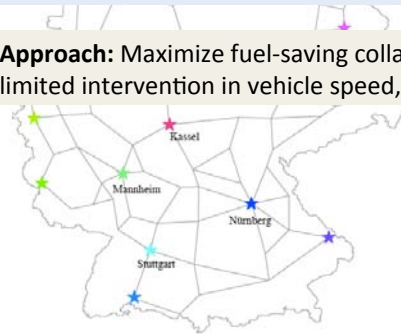 Approach: Maximize fuel-saving colla
limited intervention in vehicle speed,
Kassel
Mannheim
Nürnberg
Stuttgart